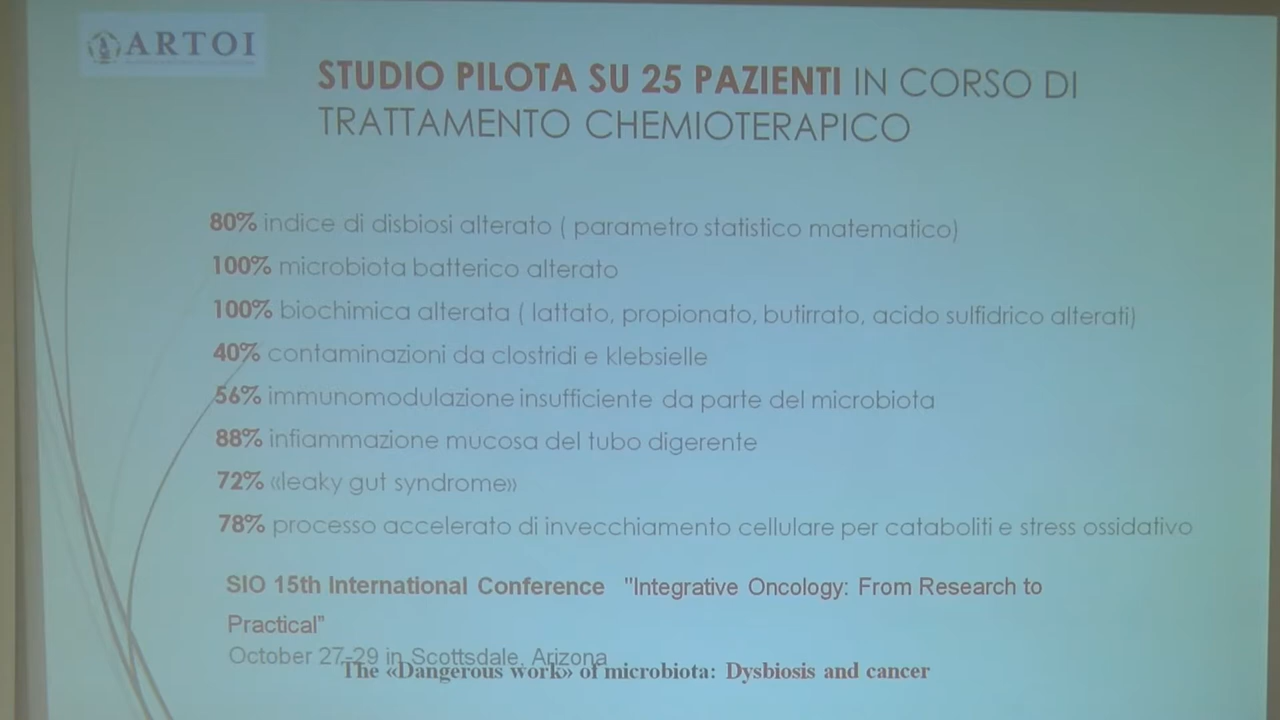 ARTOI
STUDIO PILOTA SU 25 PAZIENTI IN CORSO DI
TRATTAMENTO CHEMIOTERAPICO
80% indice di disbiosi alterato ( parametro statistico matematico)
100% microbiota batterico alterato
100% biochimica alterata ( lattato, propionato, butirrato, acido sulfidrico alterati)
40% contaminazioni da clostridi e klebsielle
56% immunomodulazione insufficiente da parte del microbiota
88% infiammazione mucosa del tubo digerente
72% «leaky gut syndrome»
78% processo accelerato di invecchiamento cellulare per cataboliti e stress ossidativo
SIO 15th International Conference "Integrative Oncology: From Research to
Practical"
October 27-29 in Scottsdale, Arizona
The «Dangerous work» of microbiota: Dysbiosis and cancer